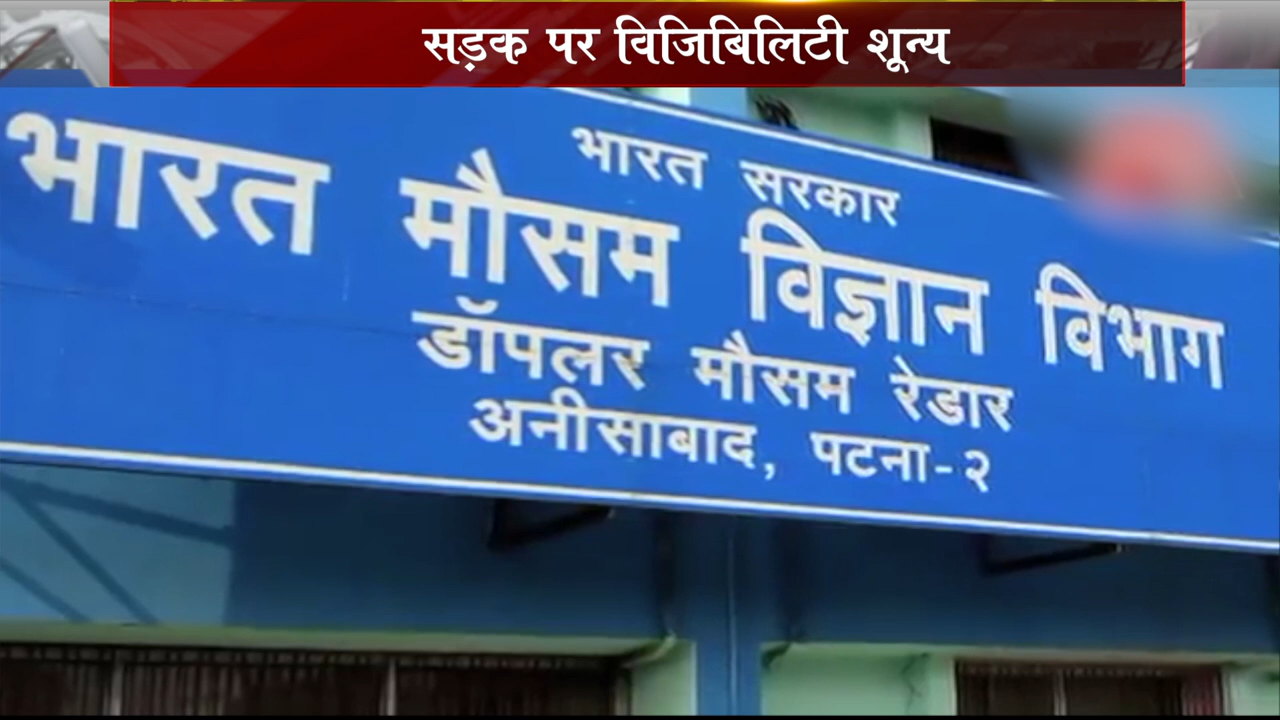 सड़क पर विजिबिलिटी शून्य
भारत सरकार
भारत मौसम विज्ञान विभाग
डॉपलर मौसम रेडार
अनीसाबाद, पटना-२